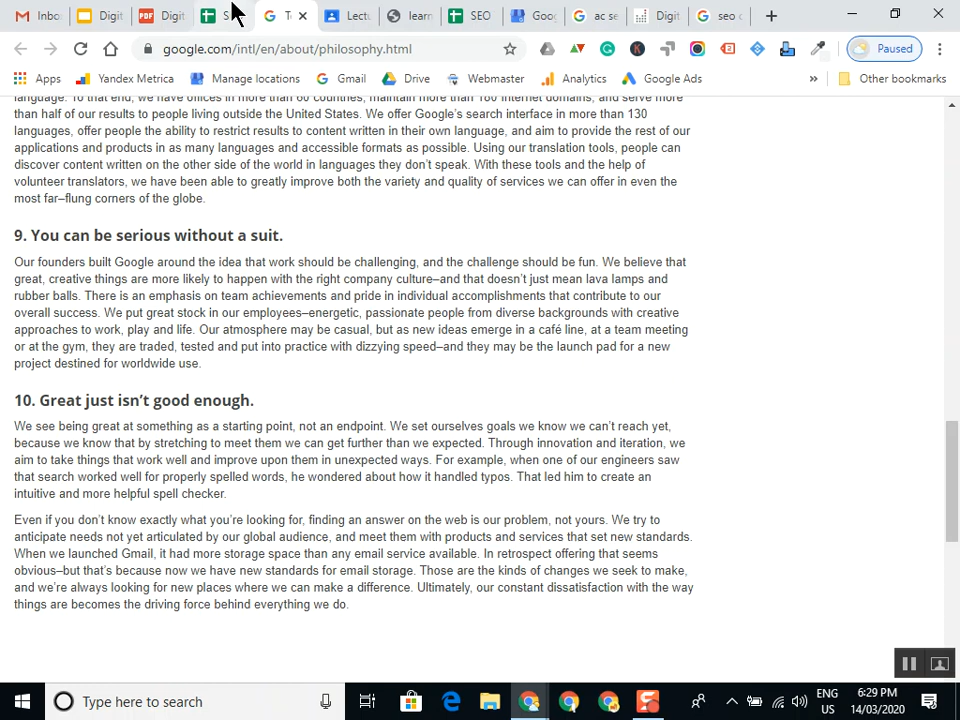 Inbo
Digit
Digit
S
T
Lectu
learn
SEO
Goo
ac se
Digit
seo c
google.com/intl/en/about/philosophy.html
Paused
Apps
Yandex Metrica
Manage locations
Gmail
Drive
Webmaster
Analytics
Google Ads
»
Other bookmarks
language. To that end, we have offices in more than 60 countries, maintain more than 180 Internet domains, and serve more
than half of our results to people living outside the United States. We offer Google's search interface in more than 130
languages, offer people the ability to restrict results to content written in their own language, and aim to provide the rest of our
applications and products in as many languages and accessible formats as possible. Using our translation tools, people can
discover content written on the other side of the world in languages they don't speak. With these tools and the help of
volunteer translators, we have been able to greatly improve both the variety and quality of services we can offer in even the
most far–flung corners of the globe.
9. You can be serious without a suit.
Our founders built Google around the idea that work should be challenging, and the challenge should be fun. We believe that
great, creative things are more likely to happen with the right company culture–and that doesn't just mean lava lamps and
rubber balls. There is an emphasis on team achievements and pride in individual accomplishments that contribute to our
overall success. We put great stock in our employees–energetic, passionate people from diverse backgrounds with creative
approaches to work, play and life. Our atmosphere may be casual, but as new ideas emerge in a café line, at a team meeting
or at the gym, they are traded, tested and put into practice with dizzying speed–and they may be the launch pad for a new
project destined for worldwide use.
10. Great just isn't good enough.
We see being great at something as a starting point, not an endpoint. We set ourselves goals we know we can't reach yet,
because we know that by stretching to meet them we can get further than we expected. Through innovation and iteration, we
aim to take things that work well and improve upon them in unexpected ways. For example, when one of our engineers saw
that search worked well for properly spelled words, he wondered about how it handled typos. That led him to create an
intuitive and more helpful spell checker.
Even if you don't know exactly what you're looking for, finding an answer on the web is our problem, not yours. We try to
anticipate needs not yet articulated by our global audience, and meet them with products and services that set new standards.
When we launched Gmail, it had more storage space than any email service available. In retrospect offering that seems
obvious–but that's because now we have new standards for email storage. Those are the kinds of changes we seek to make,
and we're always looking for new places where we can make a difference. Ultimately, our constant dissatisfaction with the way
things are becomes the driving force behind everything we do.
Type here to search
ENG
US
6:29 PM
14/03/2020